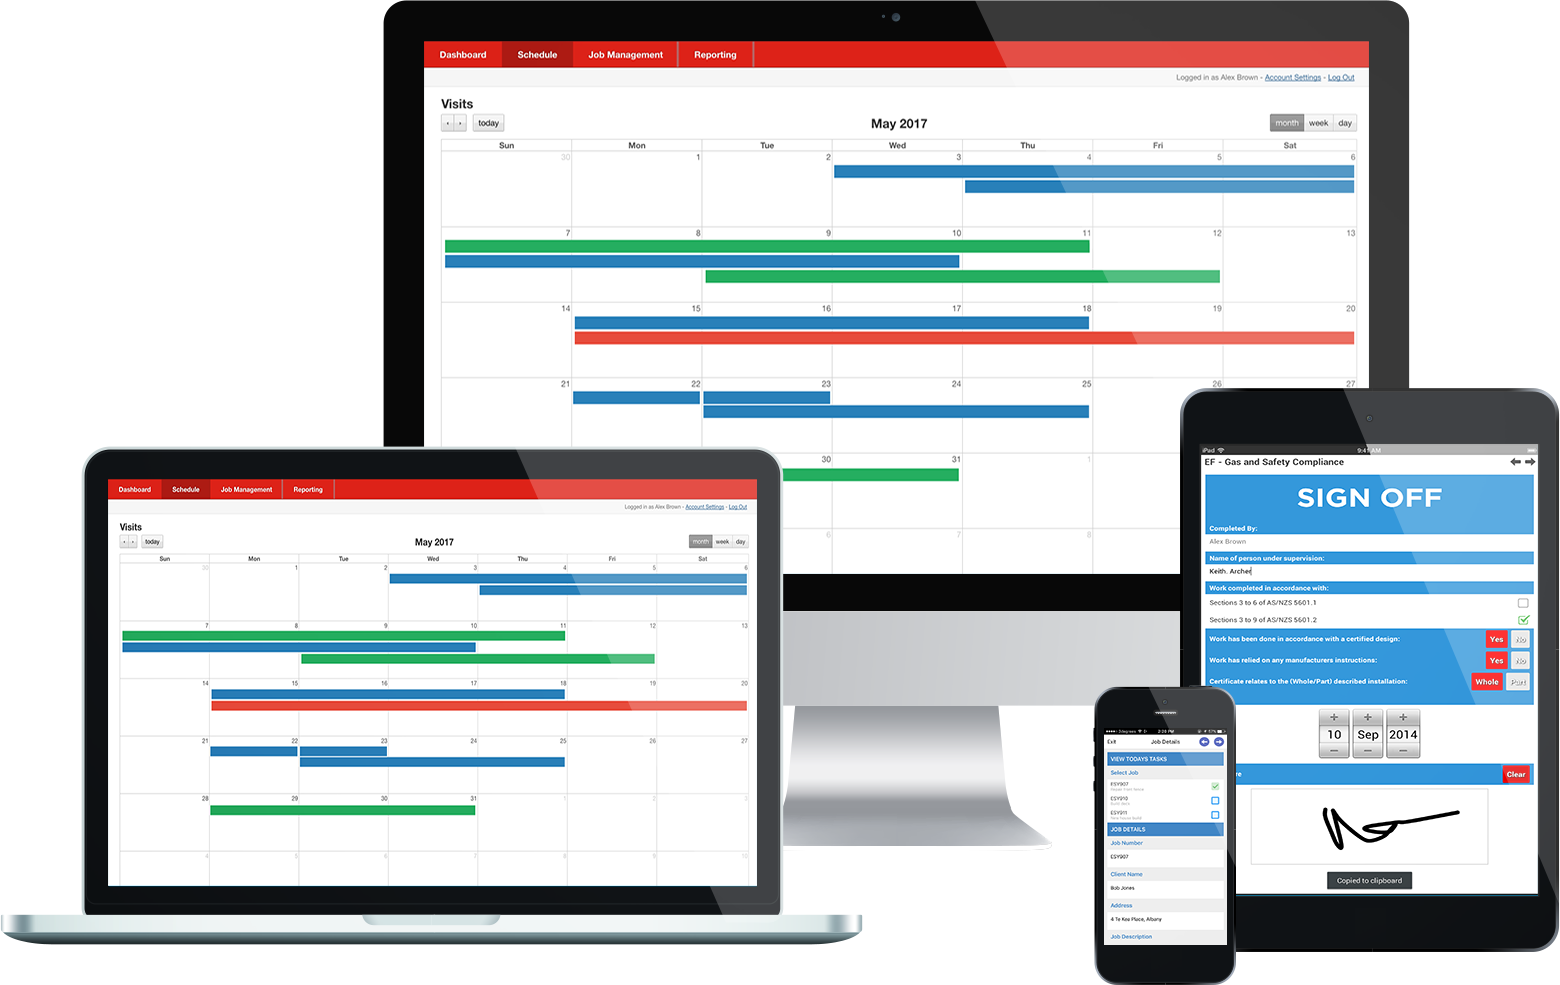 Dashboard Schedule Job Management Reporting
Logged in as Alex Brown - Account Settings - Log Out
Visits
today May 2017 month week day
Sun Mon Tue Wed Thu Fri Sat
30 1 2 3 4 5 6
7 8 9 10 11 12 13
14 15 16 17 18 19 20
21 22 23 24 25 26 27
30 31 1
6 7 8
Dashboard Schedule Job Management Reporting
Logged in as Alex Brown - Account Settings - Log Out
Visits
today May 2017 month week day
Sun Mon Tue Wed Thu Fri Sat
30 1 2 3 4 5 6
7 8 9 10 11 12 13
14 15 16 17 18 19 20
21 22 23 24 25 26 27
28 29 30 31 1 2 3
4 5 6 7 8 9 10
iPad 9:41 AM
EF - Gas and Safety Compliance
SIGN OFF
Completed By:
Alex Brown
Name of person under supervision:
Keith. Archer
Work completed in accordance with:
Sections 3 to 6 of AS/NZS 5601.1
Sections 3 to 9 of AS/NZS 5601.2
Work has been done in accordance with a certified design: Yes No
Work has relied on any manufacturers instructions: Yes No
Certificate relates to the (Whole/Part) described installation: Whole Part
+ + +
10 Sep 2014
− − −
re Clear
Copied to clipboard
2degrees 2:28 PM 57%
Exit Job Details
VIEW TODAYS TASKS
Select Job
ESY907
ESY910
ESY911
JOB DETAILS
Job Number
ESY907
Client Name
Bob Jones
Address
4 Te Kea Place, Albany
Job Description